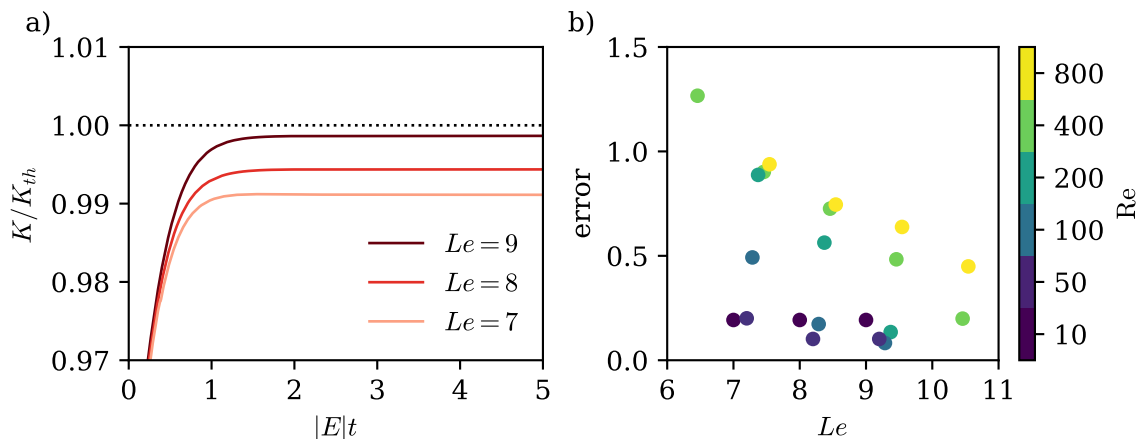 a)
1.01
1.00
0.99
0.98
0.97
K/K_{th}
Le = 9
Le = 8
Le = 7
0 1 2 3 4 5
|E|t
b)
1.5
1.0
0.5
0.0
error
6 7 8 9 10 11
Le
800
400
200
100
50
10
Re